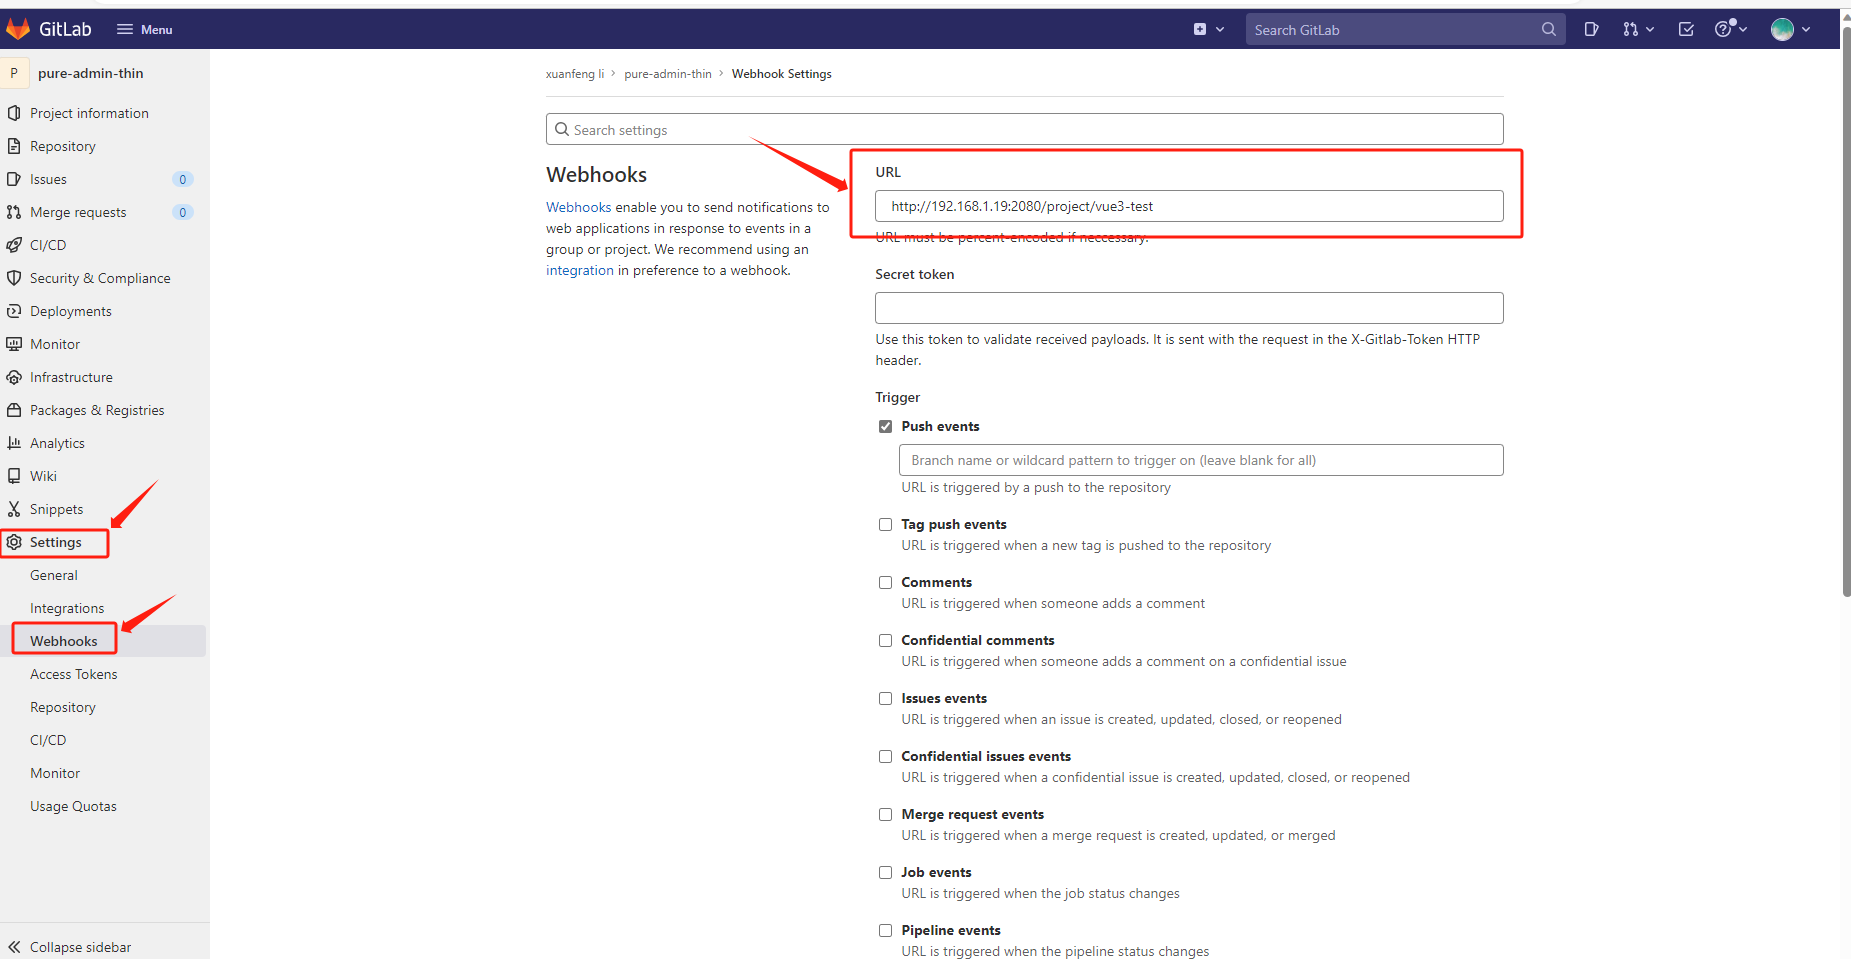 GitLab
Menu
Search GitLab
P
pure-admin-thin
Project information
Repository
Issues
0
Merge requests
0
CI/CD
Security & Compliance
Deployments
Monitor
Infrastructure
Packages & Registries
Analytics
Wiki
Snippets
Settings
General
Integrations
Webhooks
Access Tokens
Repository
CI/CD
Monitor
Usage Quotas
Collapse sidebar
xuanfeng li › pure-admin-thin › Webhook Settings
Search settings
Webhooks
Webhooks enable you to send notifications to
web applications in response to events in a
group or project. We recommend using an
integration in preference to a webhook.
URL
http://192.168.1.19:2080/project/vue3-test
URL must be percent-encoded if neccessary.
Secret token
Use this token to validate received payloads. It is sent with the request in the X-Gitlab-Token HTTP
header.
Trigger
Push events
Branch name or wildcard pattern to trigger on (leave blank for all)
URL is triggered by a push to the repository
Tag push events
URL is triggered when a new tag is pushed to the repository
Comments
URL is triggered when someone adds a comment
Confidential comments
URL is triggered when someone adds a comment on a confidential issue
Issues events
URL is triggered when an issue is created, updated, closed, or reopened
Confidential issues events
URL is triggered when a confidential issue is created, updated, closed, or reopened
Merge request events
URL is triggered when a merge request is created, updated, or merged
Job events
URL is triggered when the job status changes
Pipeline events
URL is triggered when the pipeline status changes